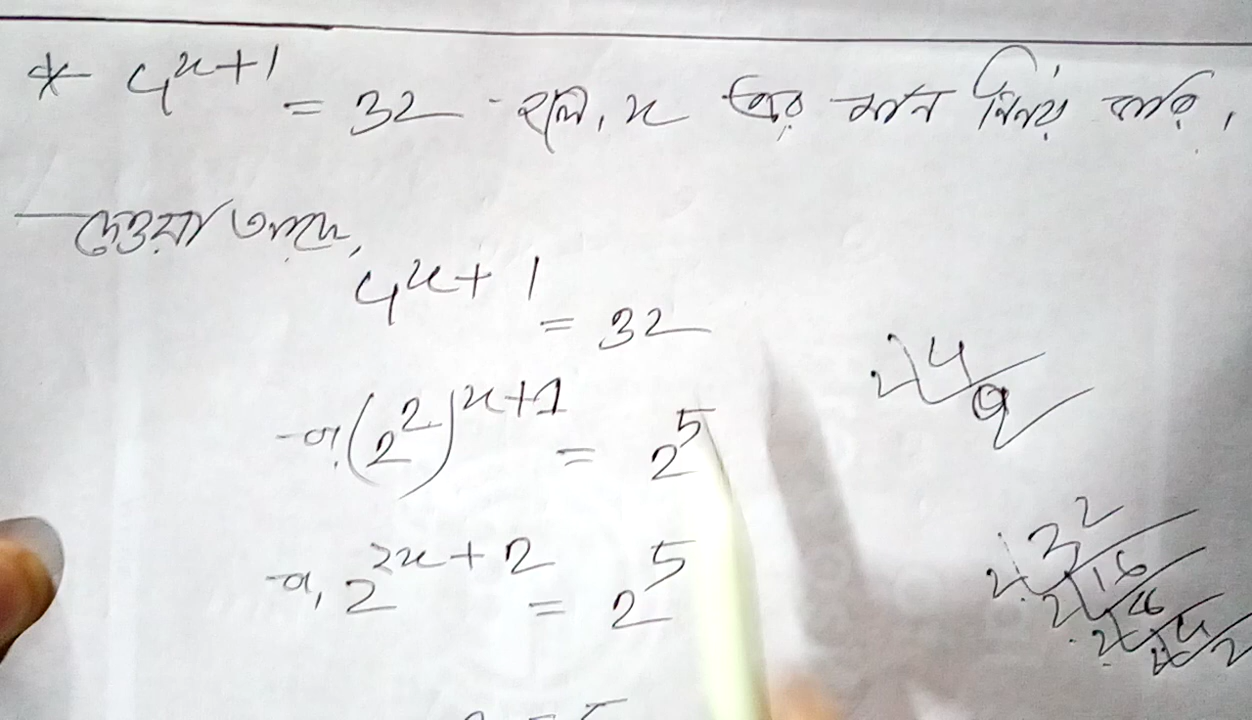 * 4^{x+1} = 32 হলে, x এর মান নির্ণয় করি,
দেওয়া আছে,
4^{x+1} = 32
বা, (2^2)^{x+1} = 2^5
বা, 2^{2x+2} = 2^5
2 4
2
2 32
2 16
2 8
2 4
2